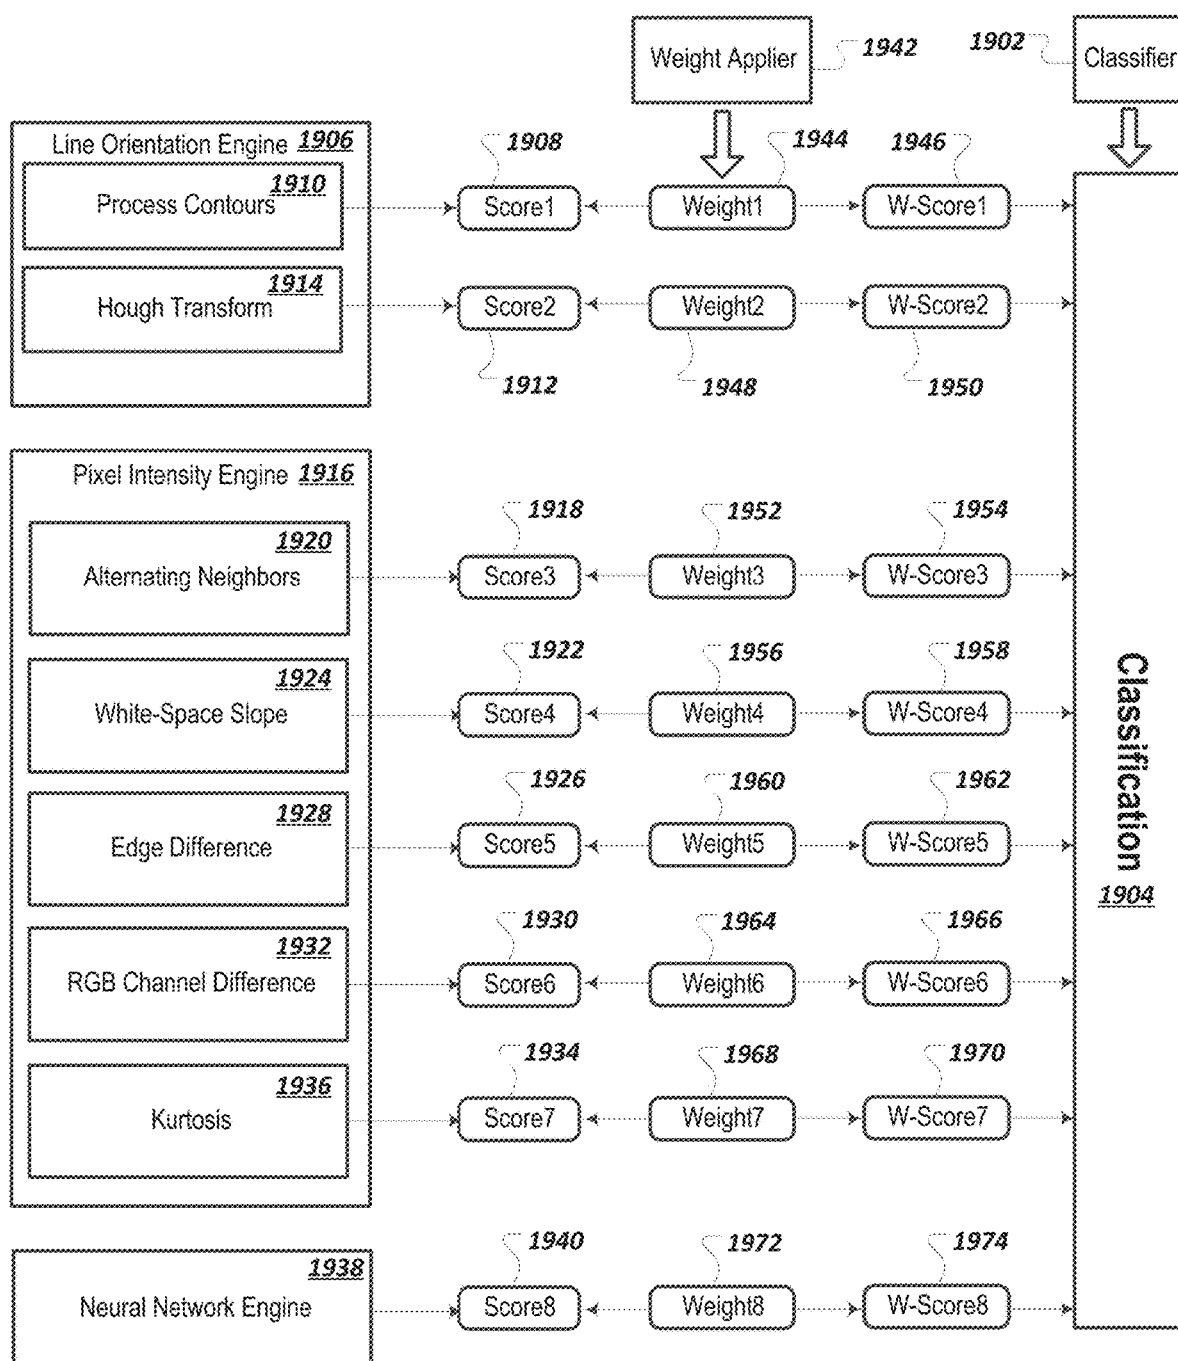 Weight Applier
1942
1902
Classifier
Line Orientation Engine 1906
1908
1944
1946
1910
Process Contours
Score1
Weight1
W-Score1
1914
Hough Transform
Score2
Weight2
W-Score2
1912
1948
1950
Pixel Intensity Engine 1916
1918
1952
1954
1920
Alternating Neighbors
Score3
Weight3
W-Score3
1922
1956
1958
1924
White-Space Slope
Score4
Weight4
W-Score4
1926
1960
1962
1928
Edge Difference
Score5
Weight5
W-Score5
1930
1964
1966
1932
RGB Channel Difference
Score6
Weight6
W-Score6
1934
1968
1970
1936
Kurtosis
Score7
Weight7
W-Score7
1940
1972
1974
1938
Neural Network Engine
Score8
Weight8
W-Score8
Classification
1904